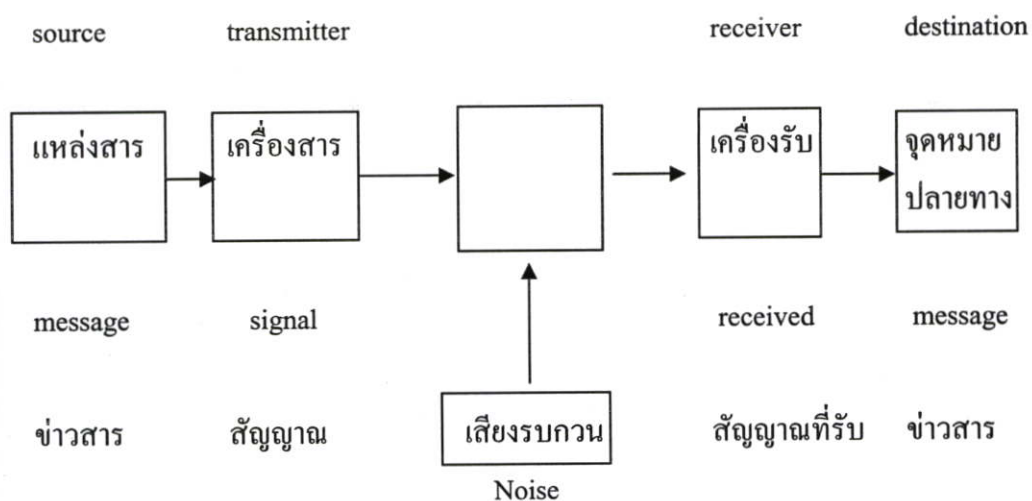 source transmitter receiver destination
แหล่งสาร เครื่องสาร เครื่องรับ จุดหมาย
ปลายทาง
message signal received message
ข่าวสาร สัญญาณ เสียงรบกวน สัญญาณที่รับ ข่าวสาร
Noise